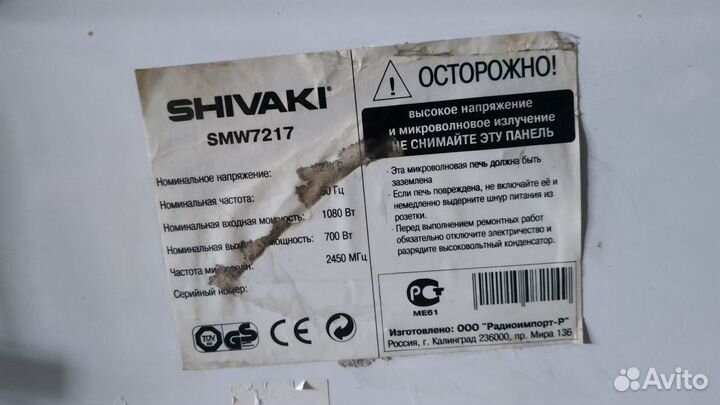 SHIVAKI
SMW7217
Номинальное напряжение:
Номинальная частота: Гц
Номинальная входная мощность: 1080 Вт
Номинальная мощность: 700 Вт
Частота 2450 МГц
Серийный номер:
TÜV
GS
CE
ОСТОРОЖНО!
высокое напряжение
и микроволновое излучение
НЕ СНИМАЙТЕ ЭТУ ПАНЕЛЬ
· Эта микроволновая печь должна быть
заземлена
· Если печь повреждена, не включайте её и
немедленно выдерните шнур питания из
розетки.
· Перед выполнением ремонтных работ
обязательно отключите электричество и
разрядите высоковольтный конденсатор.
РСТ
МЕ61
Изготовлено: ООО "Радиоимпорт-Р"
Россия, г. Калинград 236000, пр. Мира 136
Avito